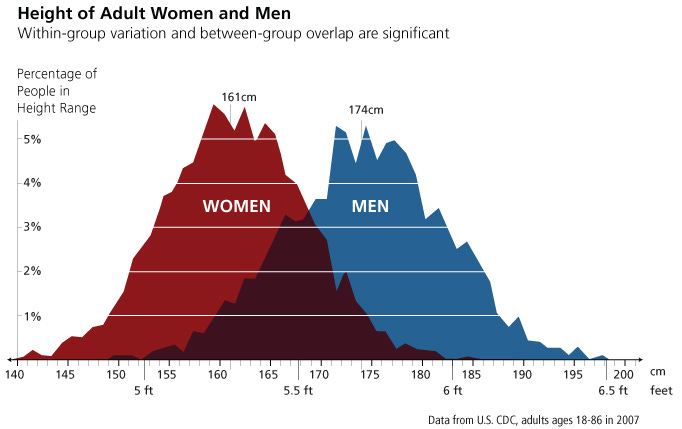 Height of Adult Women and Men
Within-group variation and between-group overlap are significant
Percentage of
People in
Height Range
161cm
174cm
5%
4%
WOMEN
MEN
3%
2%
1%
140 145 150 155 160 165 170 175 180 185 190 195 200 cm
5 ft 5.5 ft 6 ft 6.5 ft feet
Data from U.S. CDC, adults ages 18-86 in 2007